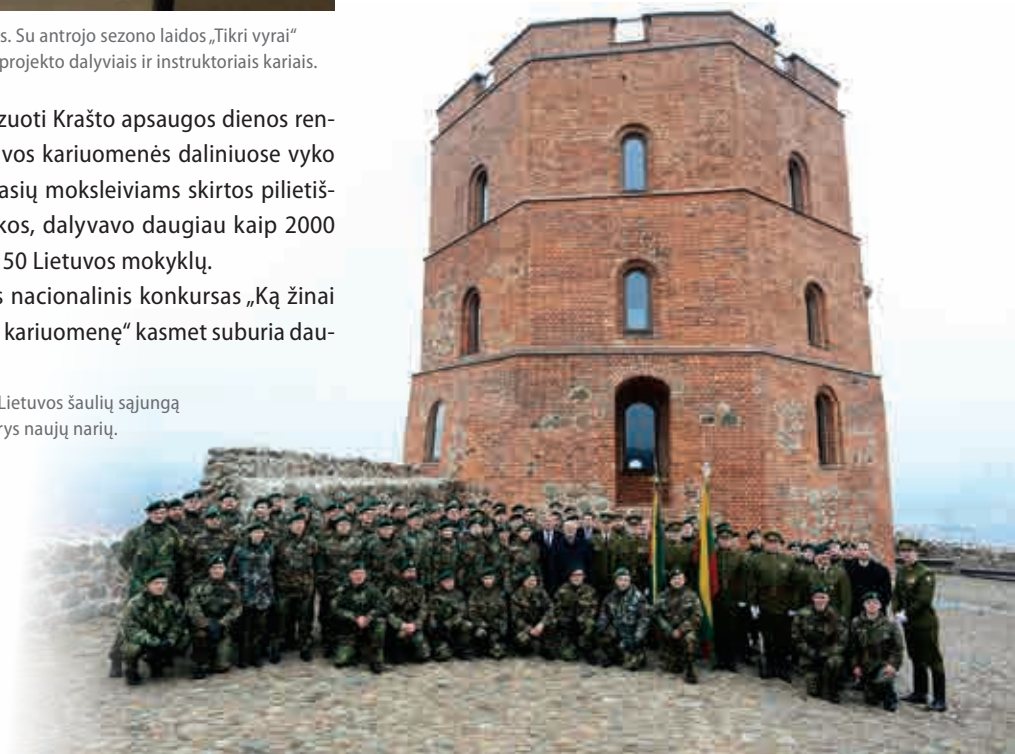 s. Su antrojo sezono laidos „Tikri vyrai“
projekto dalyviais ir instruktoriais kariais.
zuoti Krašto apsaugos dienos ren-
vos kariuomenės daliniuose vyko
asių moksleiviams skirtos pilietiš-
kos, dalyvavo daugiau kaip 2000
50 Lietuvos mokyklų.
s nacionalinis konkursas „Ką žinai
kariuomenę“ kasmet suburia dau-
Lietuvos šaulių sąjungą
rys naujų narių.